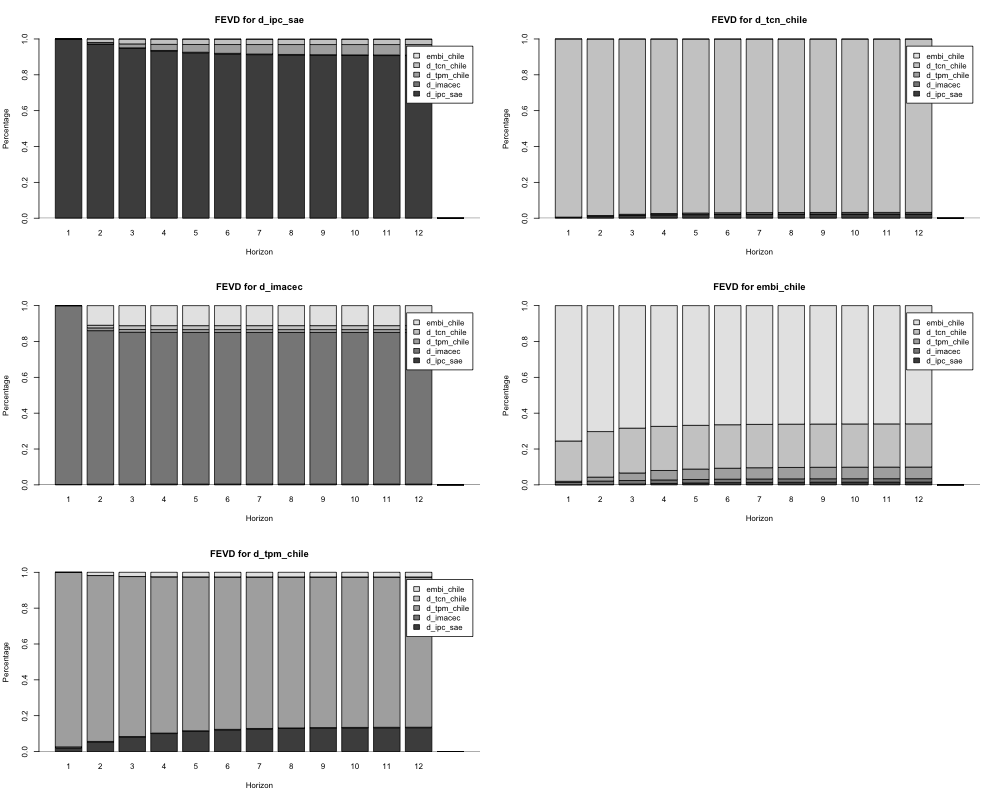 FEVD for d_ipc_sae
Percentage
1.0
0.8
0.6
0.4
0.2
0.0
embi_chile
d_tcn_chile
d_tpm_chile
d_imacec
d_ipc_sae
1 2 3 4 5 6 7 8 9 10 11 12
Horizon
FEVD for d_tcn_chile
Percentage
1.0
0.8
0.6
0.4
0.2
0.0
embi_chile
d_tcn_chile
d_tpm_chile
d_imacec
d_ipc_sae
1 2 3 4 5 6 7 8 9 10 11 12
Horizon
FEVD for d_imacec
Percentage
1.0
0.8
0.6
0.4
0.2
0.0
embi_chile
d_tcn_chile
d_tpm_chile
d_imacec
d_ipc_sae
1 2 3 4 5 6 7 8 9 10 11 12
Horizon
FEVD for embi_chile
Percentage
1.0
0.8
0.6
0.4
0.2
0.0
embi_chile
d_tcn_chile
d_tpm_chile
d_imacec
d_ipc_sae
1 2 3 4 5 6 7 8 9 10 11 12
Horizon
FEVD for d_tpm_chile
Percentage
1.0
0.8
0.6
0.4
0.2
0.0
embi_chile
d_tcn_chile
d_tpm_chile
d_imacec
d_ipc_sae
1 2 3 4 5 6 7 8 9 10 11 12
Horizon